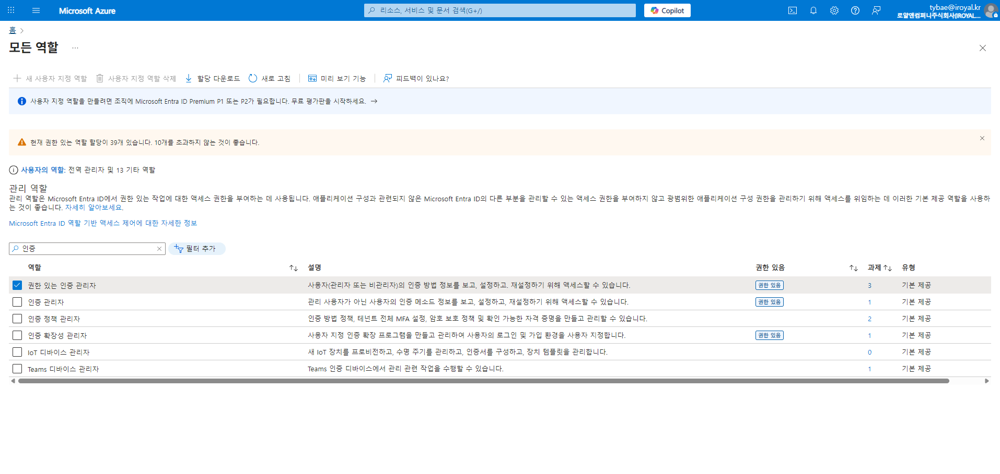 Microsoft Azure
리소스, 서비스 및 문서 검색(G+/)
Copilot
tybae@iroyal.kr
로얄앤컴퍼니주식회사(IROYAL....
홈
모든 역할 ...
새 사용자 지정 역할
사용자 지정 역할 삭제
할당 다운로드
새로 고침
미리 보기 기능
피드백이 있나요?
사용자 지정 역할을 만들려면 조직에 Microsoft Entra ID Premium P1 또는 P2가 필요합니다. 무료 평가판을 시작하세요. →
현재 권한 있는 역할 할당이 39개 있습니다. 10개를 초과하지 않는 것이 좋습니다.
사용자의 역할: 전역 관리자 및 13 기타 역할
관리 역할
관리 역할은 Microsoft Entra ID에서 권한 있는 작업에 대한 액세스 권한을 부여하는 데 사용됩니다. 애플리케이션 구성과 관련되지 않은 Microsoft Entra ID의 다른 부분을 관리할 수 있는 액세스 권한을 부여하지 않고 광범위한 애플리케이션 구성 권한을 관리하기 위해 액세스를 위임하는 데 이러한 기본 제공 역할을 사용하
는 것이 좋습니다. 자세히 알아보세요.
Microsoft Entra ID 역할 기반 액세스 제어에 대한 자세한 정보
인증
필터 추가
역할 설명 권한 있음 과제 유형
권한 있는 인증 관리자 사용자(관리자 또는 비관리자)의 인증 방법 정보를 보고, 설정하고. 재설정하기 위해 액세스할 수 있습니다. 권한 있음 3 기본 제공
인증 관리자 관리 사용자가 아닌 사용자의 인증 메소드 정보를 보고, 설정하고, 재설정하기 위해 액세스할 수 있습니다. 권한 있음 1 기본 제공
인증 정책 관리자 인증 방법 정책, 테넌트 전체 MFA 설정, 암호 보호 정책 및 확인 가능한 자격 증명을 만들고 관리할 수 있습니다. 2 기본 제공
인증 확장성 관리자 사용자 지정 인증 확장 프로그램을 만들고 관리하여 사용자의 로그인 및 가입 환경을 사용자 지정합니다. 권한 있음 1 기본 제공
IoT 디바이스 관리자 새 IoT 장치를 프로비전하고, 수명 주기를 관리하고, 인증서를 구성하고, 장치 템플릿을 관리합니다. 0 기본 제공
Teams 디바이스 관리자 Teams 인증 디바이스에서 관리 관련 작업을 수행할 수 있습니다. 1 기본 제공